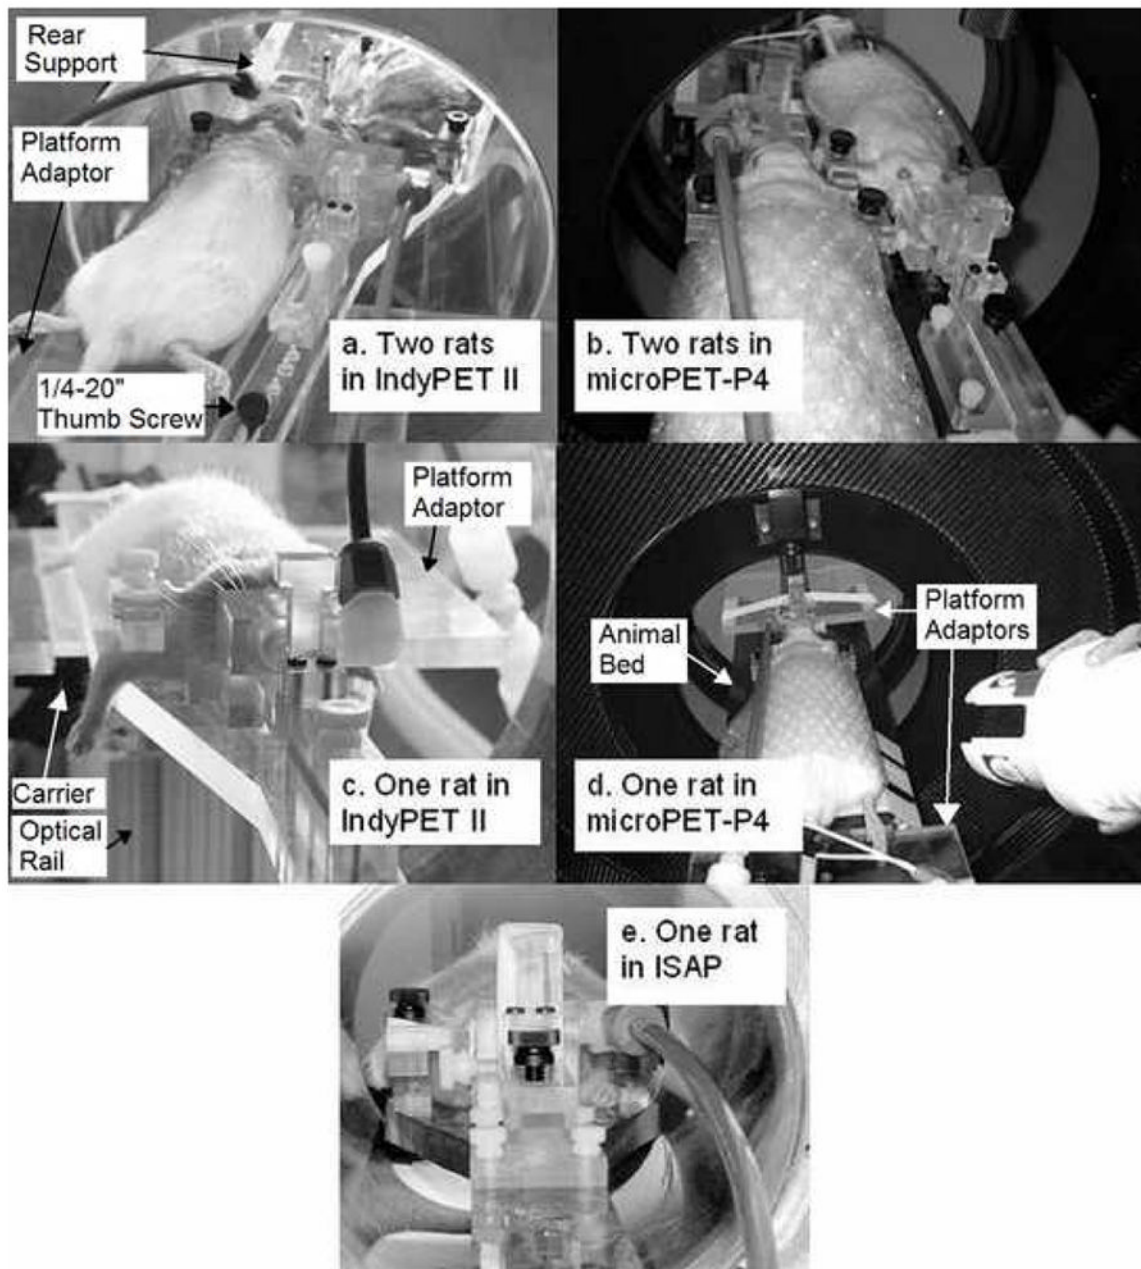 Rear
Support
Platform
Adaptor
1/4-20"
Thumb Screw
a. Two rats
in IndyPET II
b. Two rats in
microPET-P4
Platform
Adaptor
Carrier
Optical
Rail
c. One rat in
IndyPET II
Animal
Bed
Platform
Adaptors
d. One rat in
microPET-P4
e. One rat
in ISAP